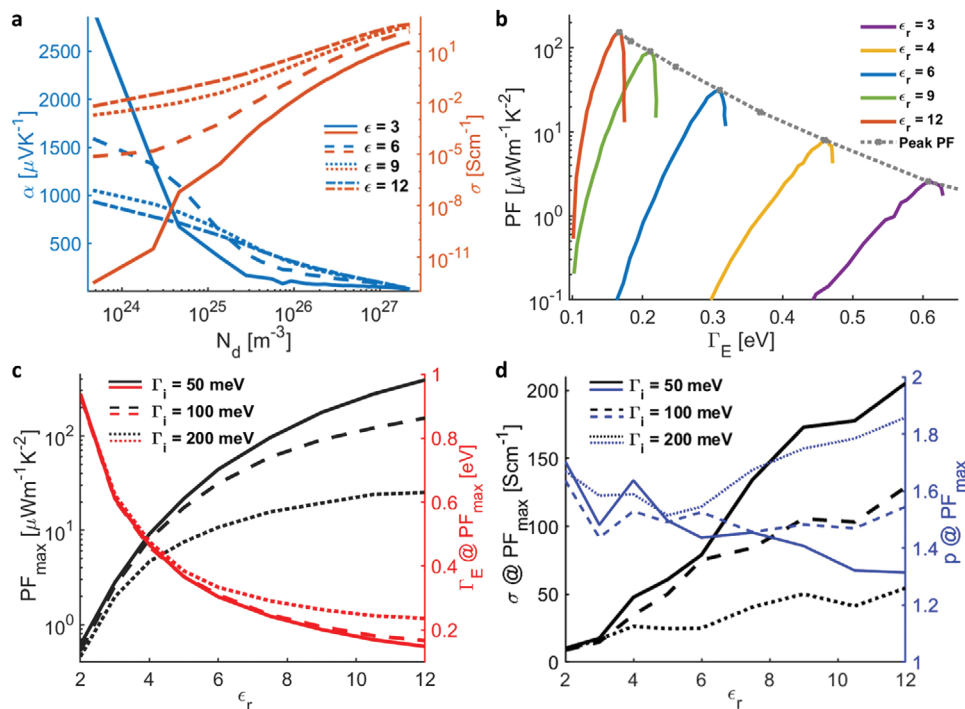 a
α [μVK⁻¹]
2500
2000
1500
1000
500
10²⁴
10²⁵
10²⁶
10²⁷
N_d [m⁻³]
10¹
10⁻²
10⁻⁵
10⁻⁸
10⁻¹¹
σ [Scm⁻¹]
ϵ = 3
ϵ = 6
ϵ = 9
ϵ = 12
b
PF [μWm⁻¹K⁻²]
10²
10¹
10⁰
10⁻¹
0.1
0.2
0.3
0.4
0.5
0.6
Γ_E [eV]
ϵ_r = 3
ϵ_r = 4
ϵ_r = 6
ϵ_r = 9
ϵ_r = 12
Peak PF
c
PF_max [μWm⁻¹K⁻²]
10²
10¹
10⁰
2
4
6
8
10
12
ϵ_r
1
0.8
0.6
0.4
0.2
Γ_E @ PF_max [eV]
Γ_i = 50 meV
Γ_i = 100 meV
Γ_i = 200 meV
d
σ @ PF_max [Scm⁻¹]
200
150
100
50
0
2
4
6
8
10
12
ϵ_r
2
1.8
1.6
1.4
1.2
1
p @ PF_max
Γ_i = 50 meV
Γ_i = 100 meV
Γ_i = 200 meV